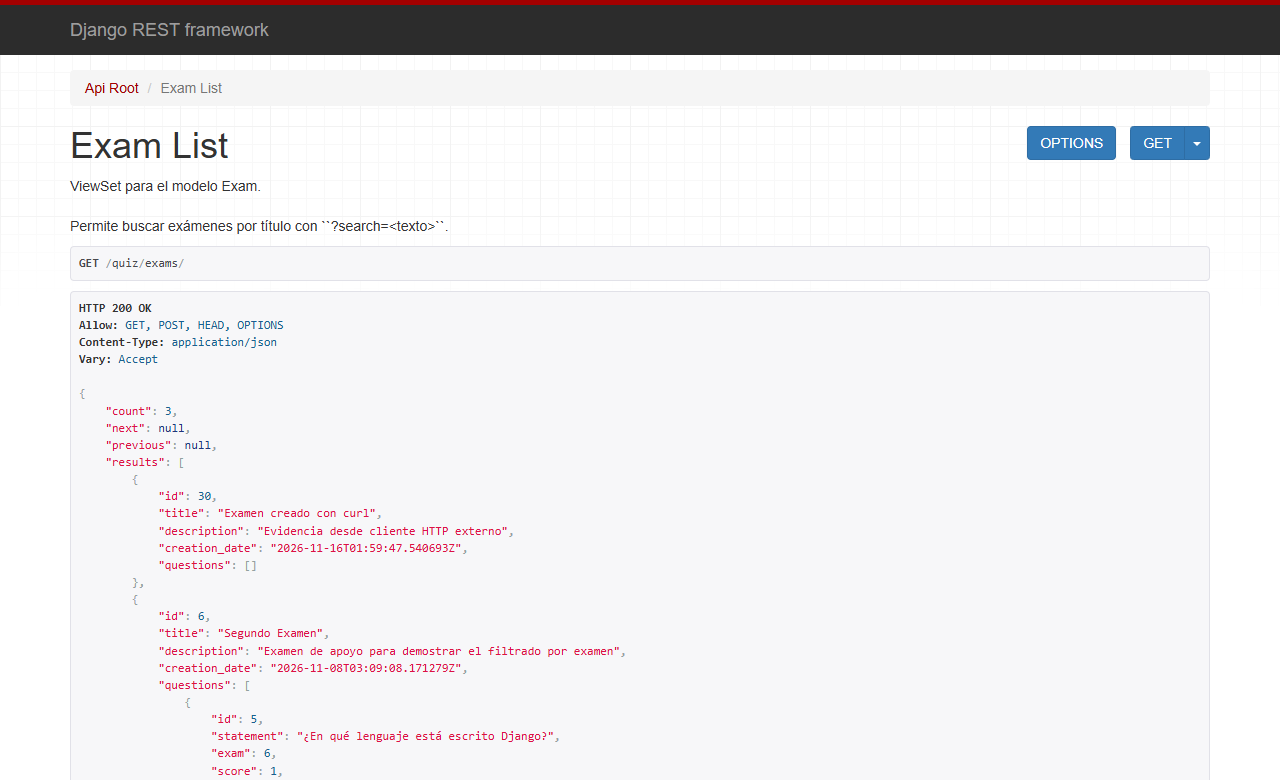 Django REST framework
Api Root / Exam List
Exam List
OPTIONS
GET
ViewSet para el modelo Exam.
Permite buscar exámenes por título con ``?search=<texto>``.
GET /quiz/exams/
HTTP 200 OK
Allow: GET, POST, HEAD, OPTIONS
Content-Type: application/json
Vary: Accept
{
    "count": 3,
    "next": null,
    "previous": null,
    "results": [
        {
            "id": 30,
            "title": "Examen creado con curl",
            "description": "Evidencia desde cliente HTTP externo",
            "creation_date": "2026-11-16T01:59:47.540693Z",
            "questions": []
        },
        {
            "id": 6,
            "title": "Segundo Examen",
            "description": "Examen de apoyo para demostrar el filtrado por examen",
            "creation_date": "2026-11-08T03:09:08.171279Z",
            "questions": [
                {
                    "id": 5,
                    "statement": "¿En qué lenguaje está escrito Django?",
                    "exam": 6,
                    "score": 1,